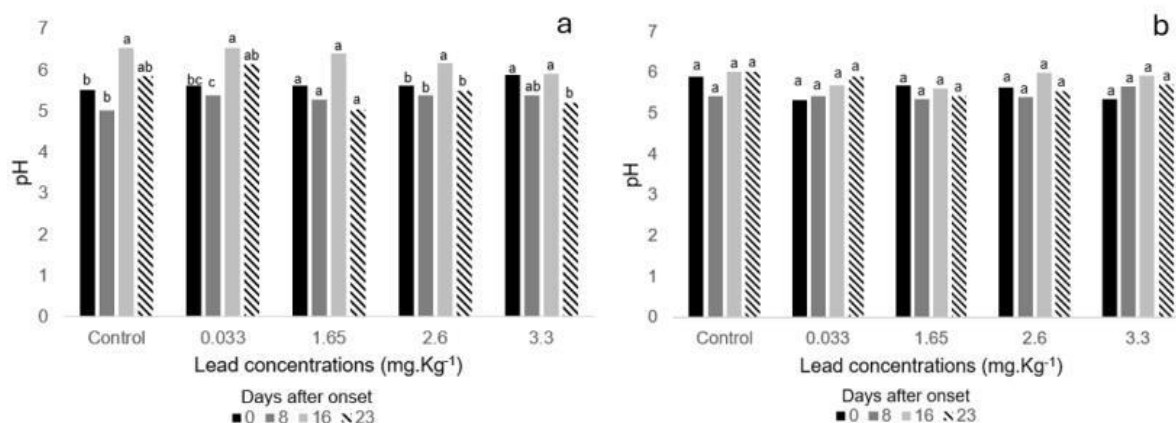 a
7
6
5
4
3
2
1
0
pH
b b a ab
bc c a ab
a a a a
b b a b
a ab a b
Control 0.033 1.65 2.6 3.3
Lead concentrations (mg.Kg-1)
Days after onset
0 8 16 23
b
7
6
5
4
3
2
1
0
pH
a a a a
a a a a
a a a a
a a a a
a a a a
Control 0.033 1.65 2.6 3.3
Lead concentrations (mg.Kg-1)
Days after onset
0 8 16 23